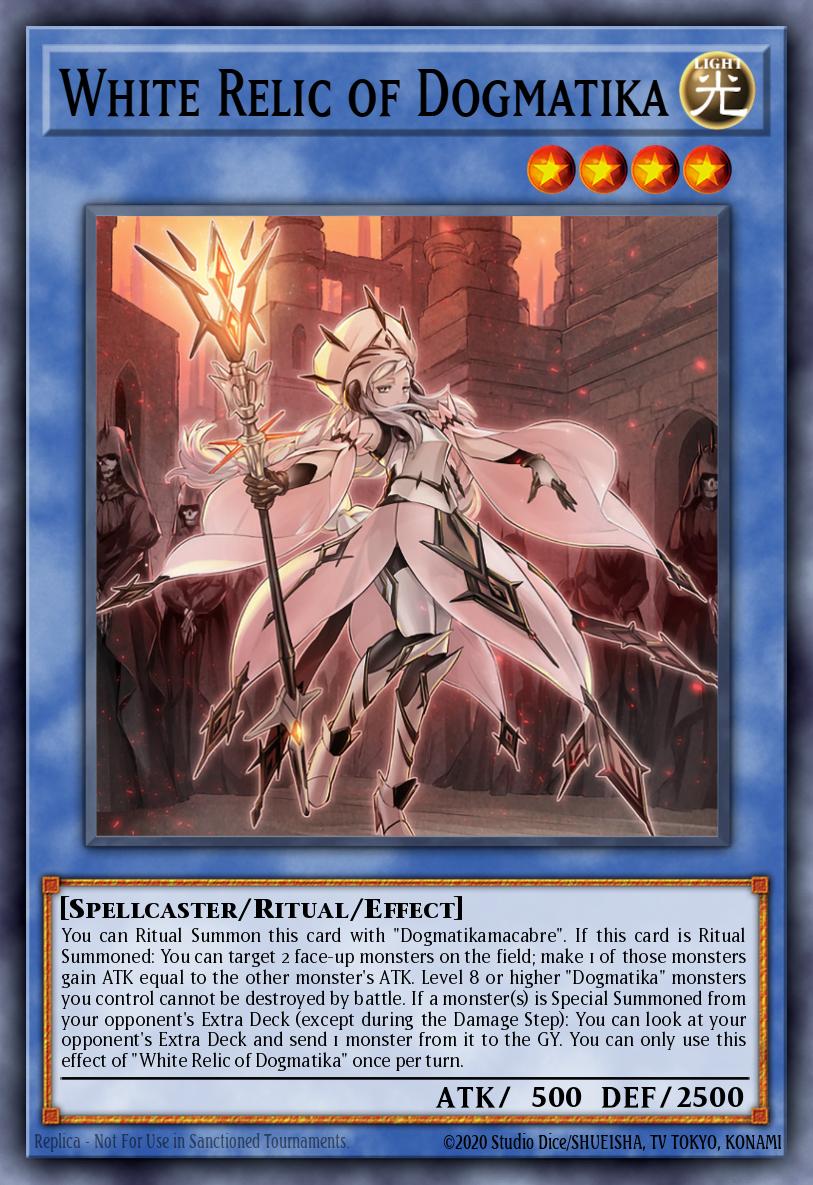 White Relic of Dogmatika
LIGHT
光
[Spellcaster/Ritual/Effect]
You can Ritual Summon this card with "Dogmatikamacabre". If this card is Ritual
Summoned: You can target 2 face-up monsters on the field; make 1 of those monsters
gain ATK equal to the other monster's ATK. Level 8 or higher "Dogmatika" monsters
you control cannot be destroyed by battle. If a monster(s) is Special Summoned from
your opponent's Extra Deck (except during the Damage Step): You can look at your
opponent's Extra Deck and send 1 monster from it to the GY. You can only use this
effect of "White Relic of Dogmatika" once per turn.
ATK/ 500 DEF/2500
Replica - Not For Use in Sanctioned Tournaments. ©2020 Studio Dice/SHUEISHA, TV TOKYO, KONAMI